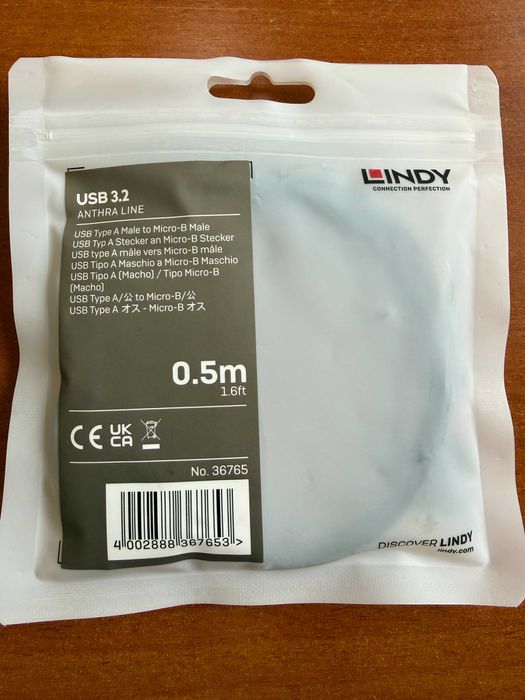 LINDY
CONNECTION PERFECTION
USB 3.2
ANTHRA LINE
USB Type A Male to Micro-B Male
USB Typ A Stecker an Micro-B Stecker
USB type A mâle vers Micro-B mâle
USB Tipo A Maschio a Micro-B Maschio
USB Tipo A (Macho) / Tipo Micro-B
(Macho)
USB Type A/公 to Micro-B/公
USB Type A オス - Micro-B オス
0.5m
1.6ft
CE UK
CA
No. 36765
4 002888 367653 >
DISCOVER LINDY
lindy.com